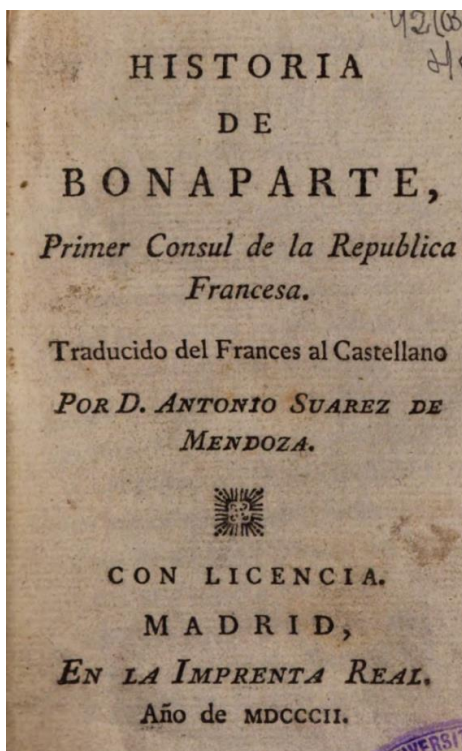 HISTORIA
DE
BONAPARTE,
Primer Consul de la Republica
Francesa.
Traducido del Frances al Castellano
POR D. ANTONIO SUAREZ DE
MENDOZA.
CON LICENCIA.
MADRID,
EN LA IMPRENTA REAL.
Año de MDCCCII.